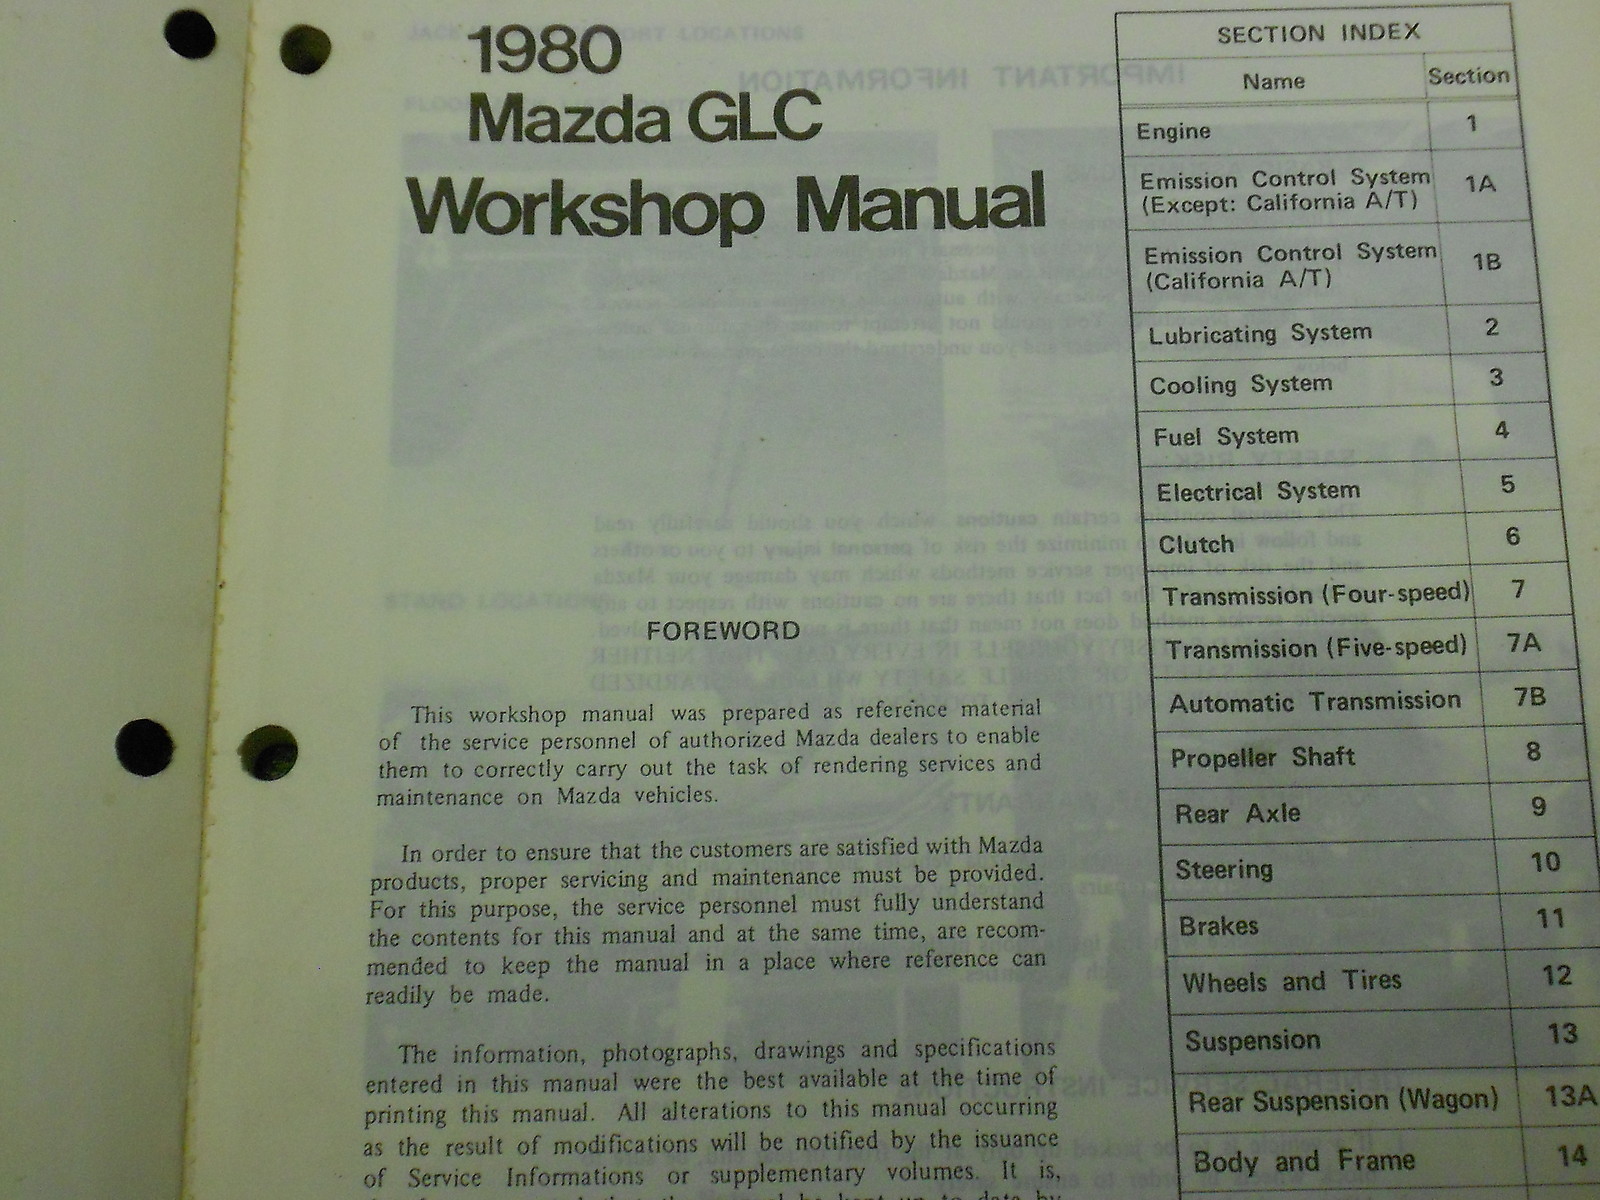 1980
Mazda GLC
Workshop Manual
FOREWORD
This workshop manual was prepared as reference material
of the service personnel of authorized Mazda dealers to enable
them to correctly carry out the task of rendering services and
maintenance on Mazda vehicles.
In order to ensure that the customers are satisfied with Mazda
products, proper servicing and maintenance must be provided.
For this purpose, the service personnel must fully understand
the contents for this manual and at the same time, are recom-
mended to keep the manual in a place where reference can
readily be made.
The information, photographs, drawings and specifications
entered in this manual were the best available at the time of
printing this manual. All alterations to this manual occurring
as the result of modifications will be notified by the issuance
of Service Informations or supplementary volumes. It is,
SECTION INDEX
Name Section
Engine 1
Emission Control System
(Except: California A/T) 1A
Emission Control System
(California A/T) 1B
Lubricating System 2
Cooling System 3
Fuel System 4
Electrical System 5
Clutch 6
Transmission (Four-speed) 7
Transmission (Five-speed) 7A
Automatic Transmission 7B
Propeller Shaft 8
Rear Axle 9
Steering 10
Brakes 11
Wheels and Tires 12
Suspension 13
Rear Suspension (Wagon) 13A
Body and Frame 14